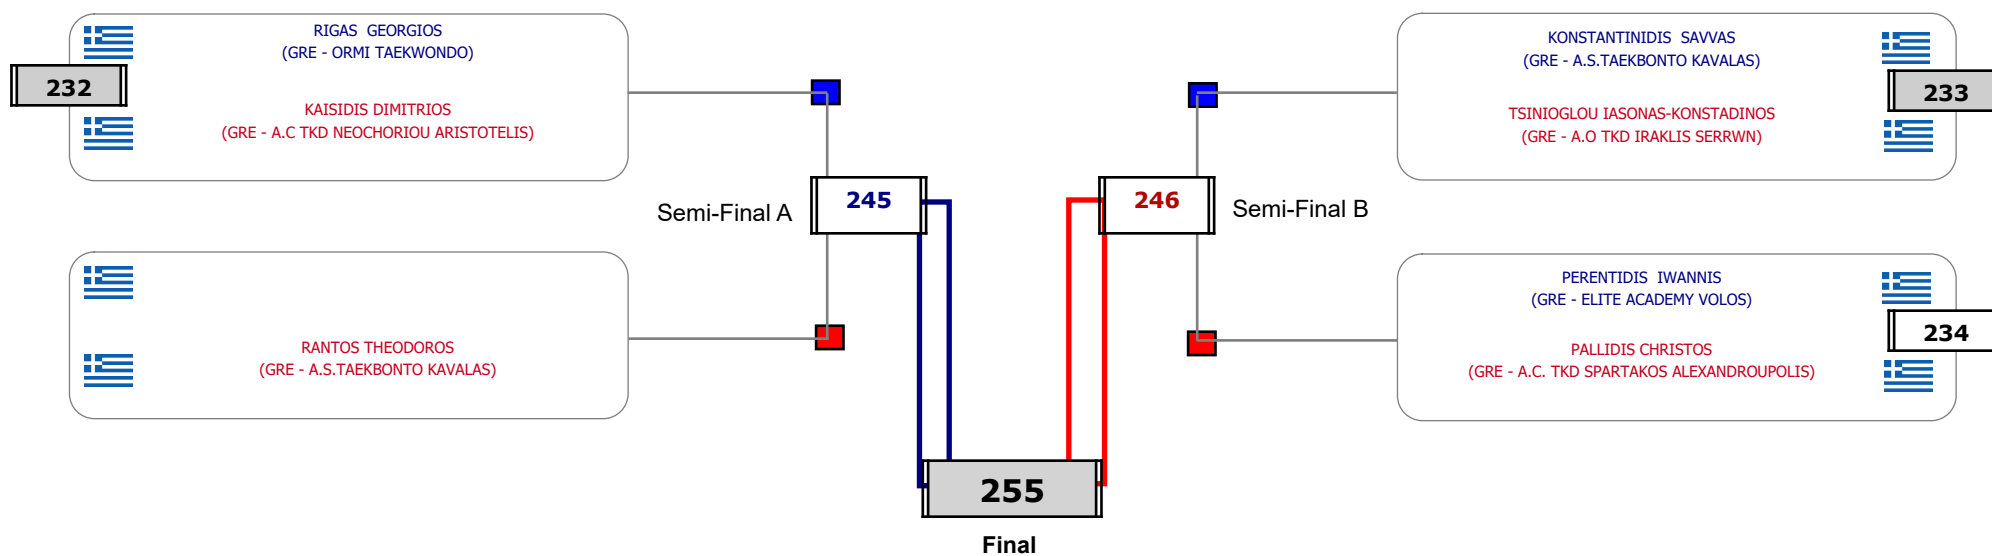 RIGAS GEORGIOS
(GRE - ORMI TAEKWONDO)
232
KAISIDIS DIMITRIOS
(GRE - A.C TKD NEOCHORIOU ARISTOTELIS)
RANTOS THEODOROS
(GRE - A.S.TAEKBONTO KAVALAS)
Semi-Final A
245
246
Semi-Final B
KONSTANTINIDIS SAVVAS
(GRE - A.S.TAEKBONTO KAVALAS)
233
TSINIOGLOU IASONAS-KONSTADINOS
(GRE - A.O TKD IRAKLIS SERRWN)
PERENTIDIS IWANNIS
(GRE - ELITE ACADEMY VOLOS)
234
PALLIDIS CHRISTOS
(GRE - A.C. TKD SPARTAKOS ALEXANDROUPOLIS)
255
Final